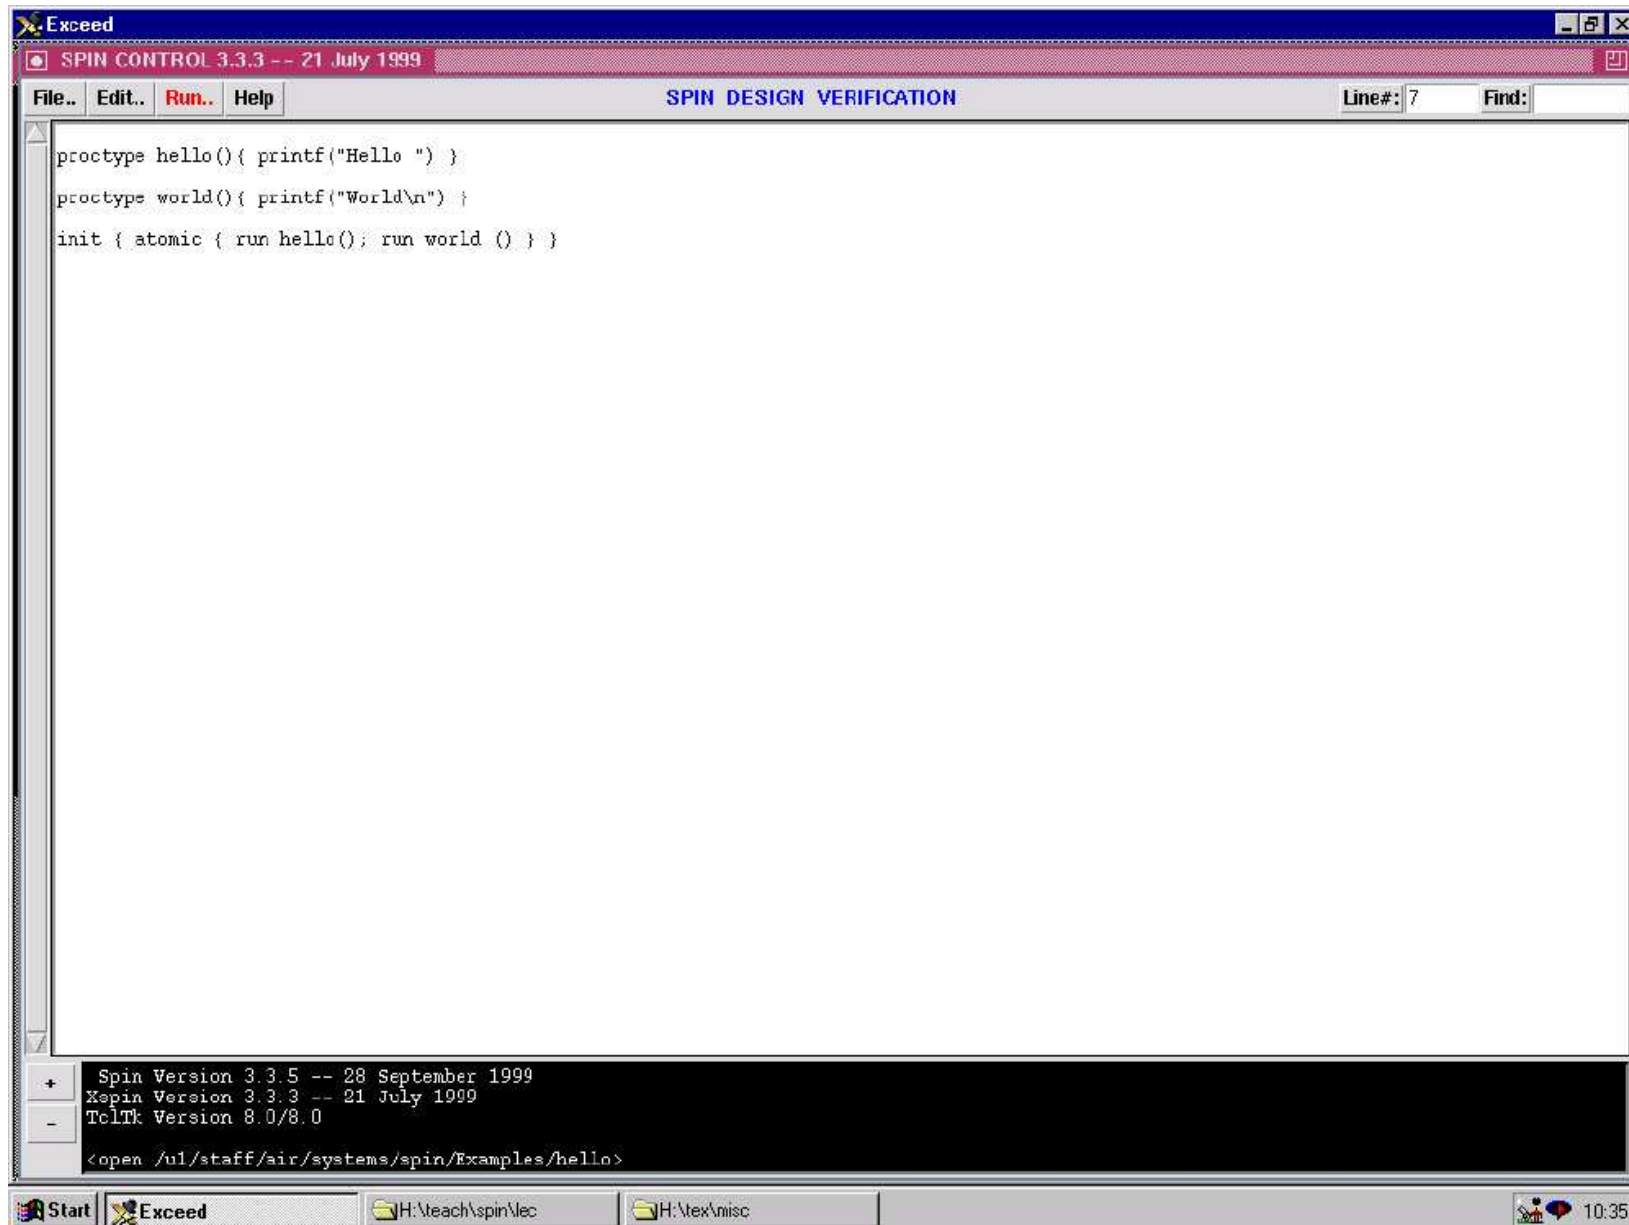 Exceed
SPIN CONTROL 3.3.3 -- 21 July 1999
File.. Edit.. Run.. Help SPIN DESIGN VERIFICATION Line#: 7 Find:
proctype hello(){ printf("Hello ") }
proctype world(){ printf("World\n") }
init { atomic { run hello(); run world () } }
+ Spin Version 3.3.5 -- 28 September 1999
Xspin Version 3.3.3 -- 21 July 1999
- TclTk Version 8.0/8.0
<open /u1/staff/air/systems/spin/Examples/hello>
Start Exceed H:\teach\spin\lec H:\tex\misc 10:35